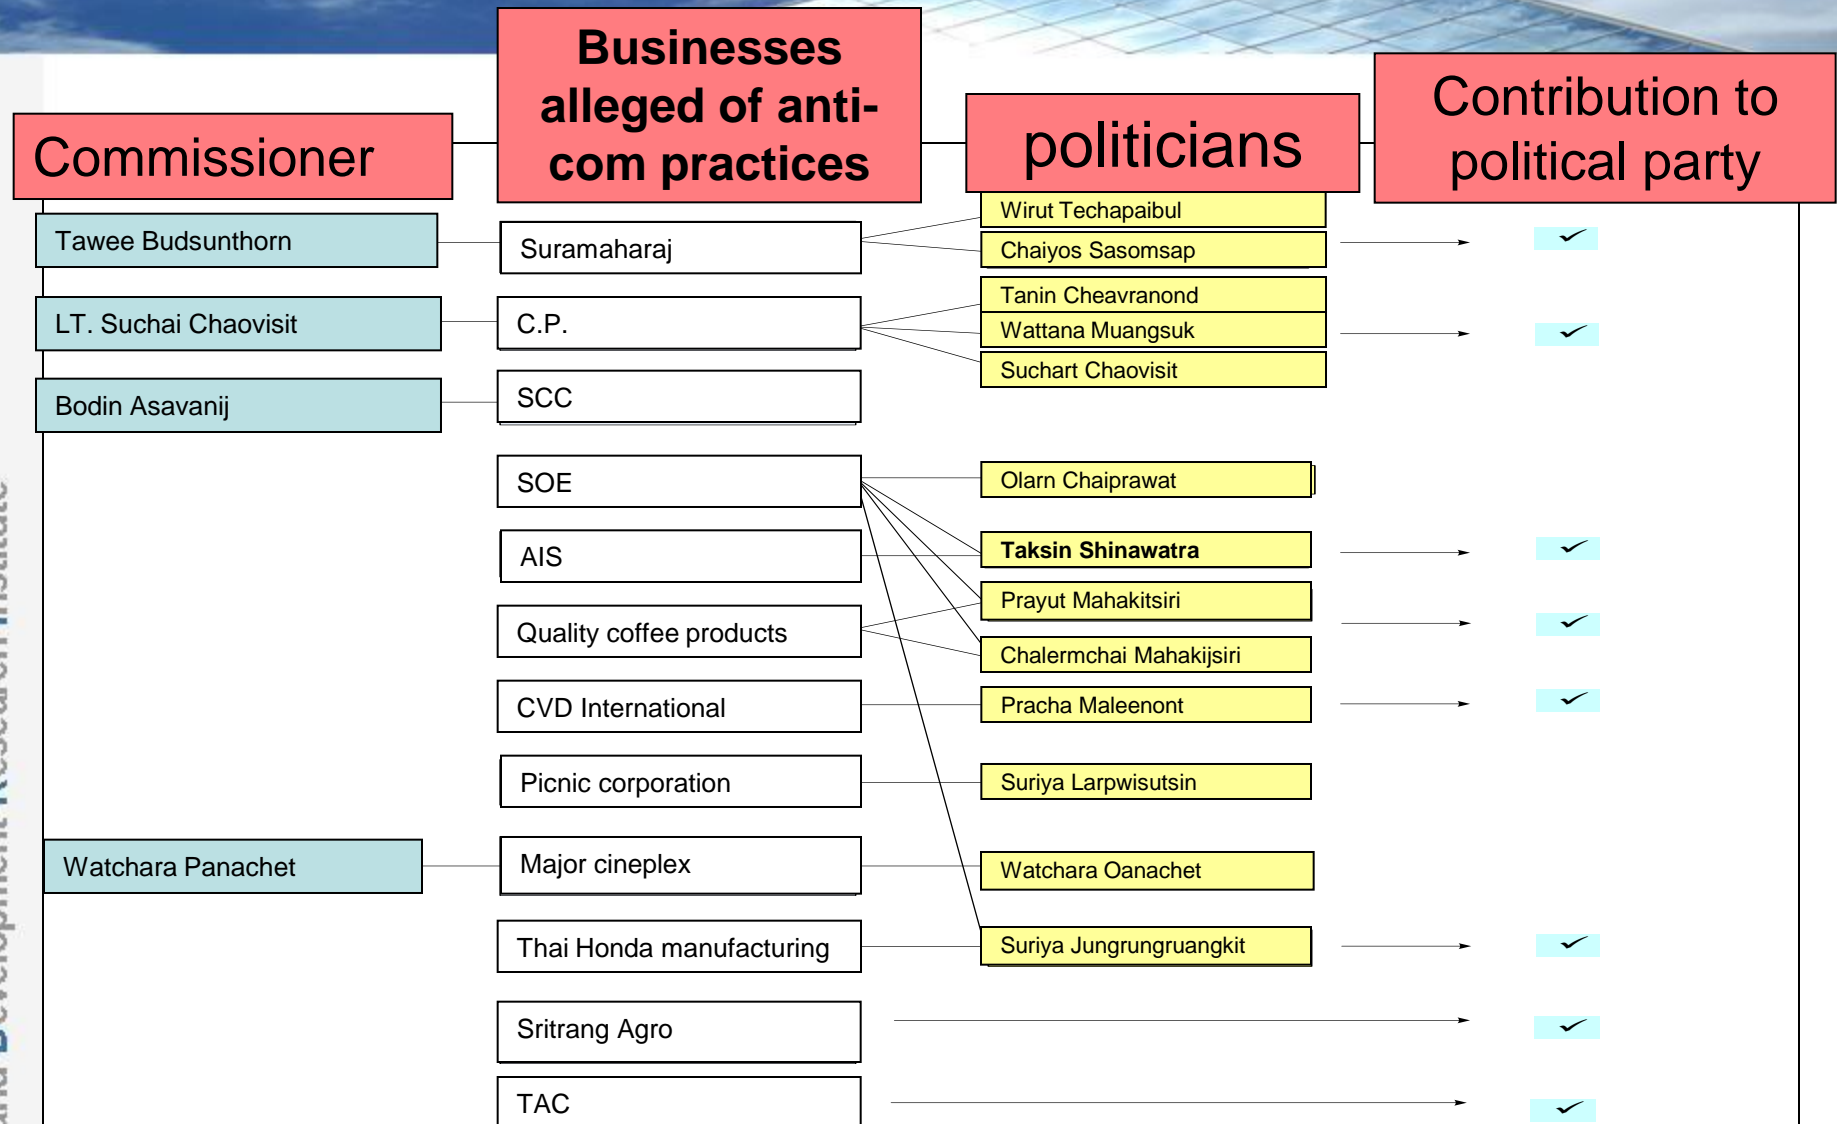 Businesses
alleged of anti-
com practices
Contribution to
political party
Commissioner
politicians
Tawee Budsunthorn
Suramaharaj
Wirut Techapaibul
Chaiyos Sasomsap
✓
LT. Suchai Chaovisit
C.P.
Tanin Cheavranond
Wattana Muangsuk
Suchart Chaovisit
✓
Bodin Asavanij
SCC
SOE
Olarn Chaiprawat
AIS
Taksin Shinawatra
✓
Quality coffee products
Prayut Mahakitsiri
Chalermchai Mahakijsiri
✓
CVD International
Pracha Maleenont
✓
Picnic corporation
Suriya Larpwisutsin
Watchara Panachet
Major cineplex
Watchara Oanachet
Thai Honda manufacturing
Suriya Jungrungruangkit
✓
Sritrang Agro
✓
TAC
✓
Development Research Institute